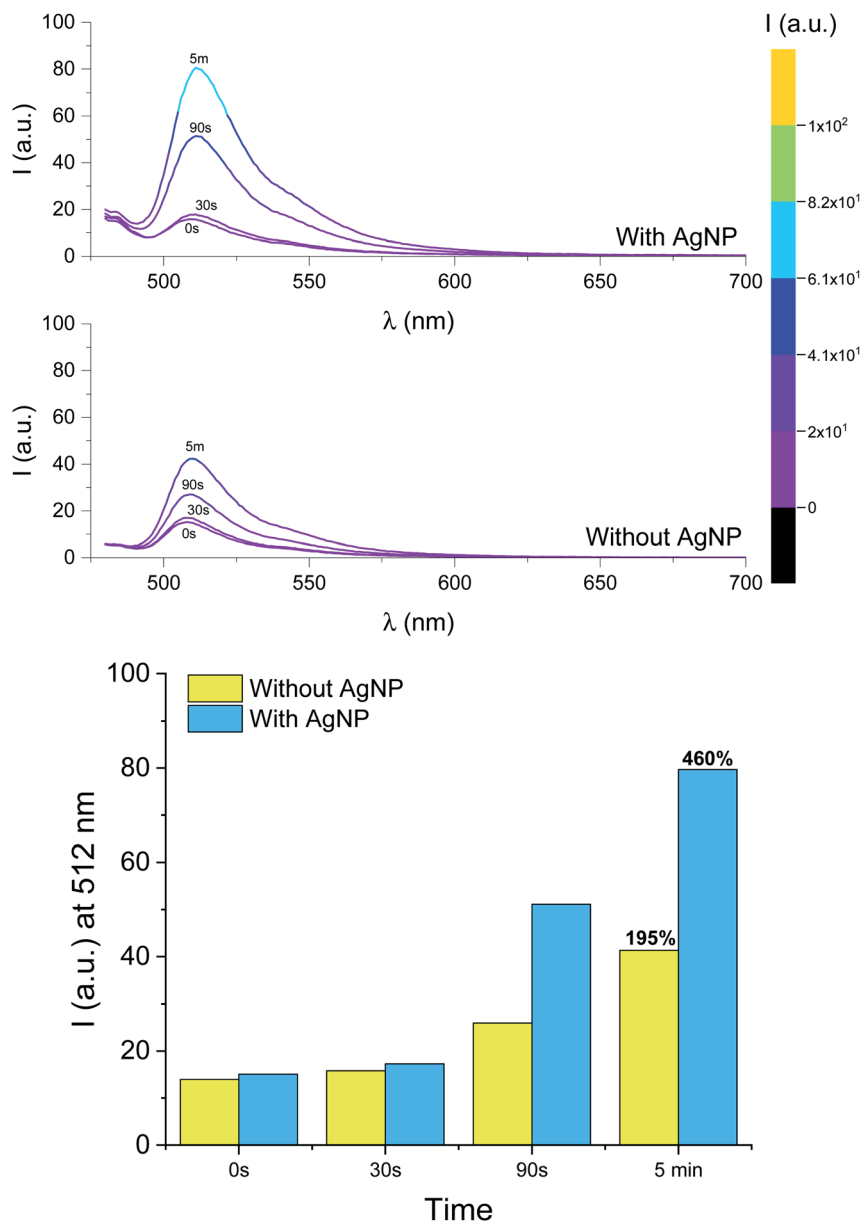 I (a.u.)
100
80
60
40
20
0
I (a.u.)
5m
90s
30s
0s
With AgNP
500
550
600
650
700
λ (nm)
1x10²
8.2x10¹
6.1x10¹
4.1x10¹
2x10¹
0
100
80
60
40
20
0
I (a.u.)
5m
90s
30s
0s
Without AgNP
500
550
600
650
700
λ (nm)
100
80
60
40
20
0
I (a.u.) at 512 nm
Without AgNP
With AgNP
460%
195%
0s
30s
90s
5 min
Time